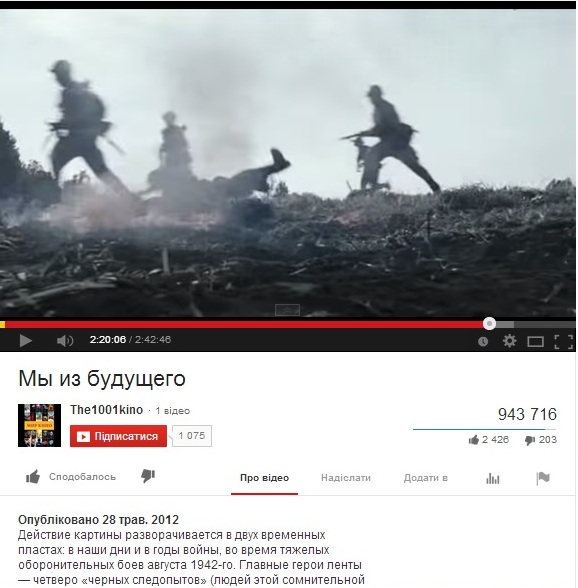 2:20:06 / 2:42:46
Мы из будущего
The1001kino · 1 відео
Підписатися 1 075
943 716
2 426 203
Сподобалось
Про відео Надіслати Додати в
Опубліковано 28 трав. 2012
Действие картины разворачивается в двух временных
пластах: в наши дни и в годы войны, во время тяжелых
оборонительных боев августа 1942-го. Главные герои ленты
— четверо «черных следопытов» (людей этой сомнительной